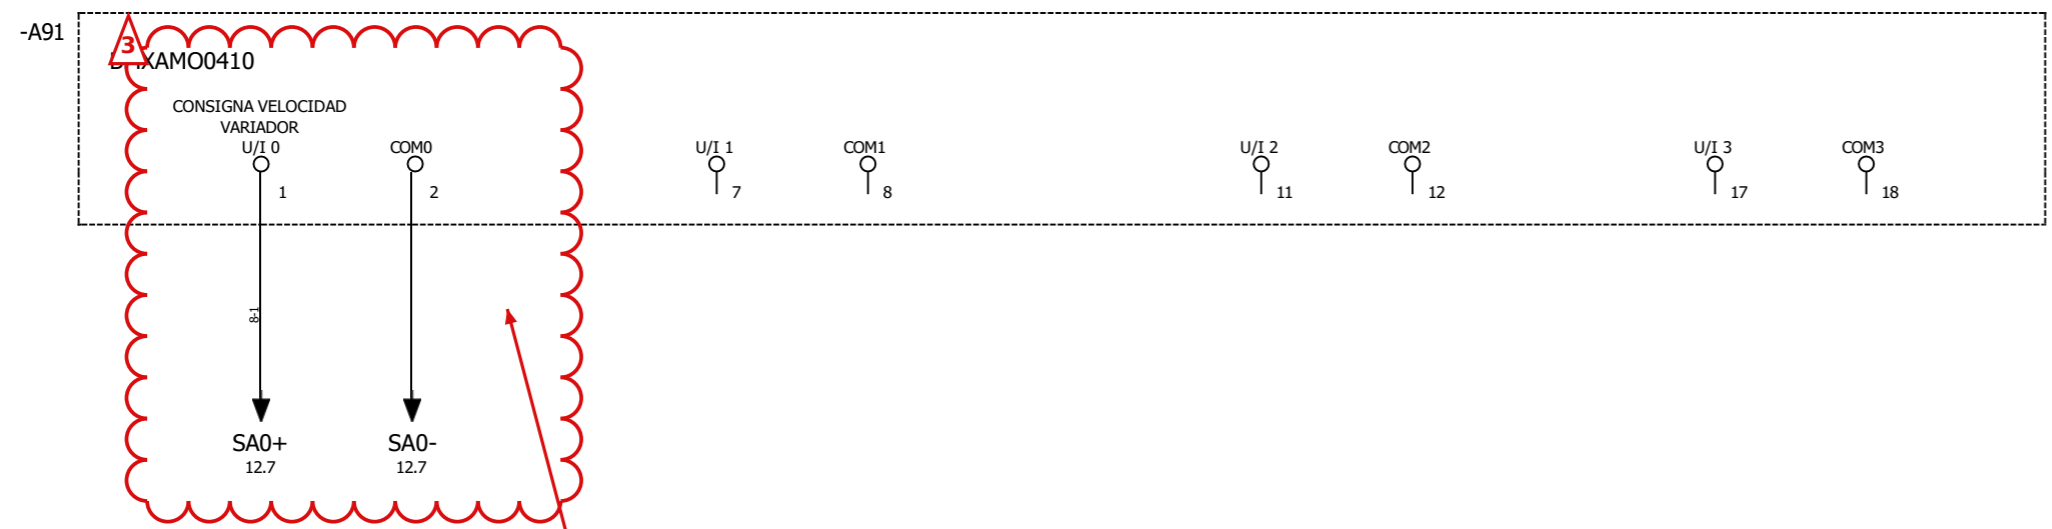 -A91
3
XAMO0410
CONSIGNA VELOCIDAD
VARIADOR
U/I 0
COM0
U/I 1
COM1
U/I 2
COM2
U/I 3
COM3
1
2
7
8
11
12
17
18
8-1
SA0+
SA0-
12.7
12.7